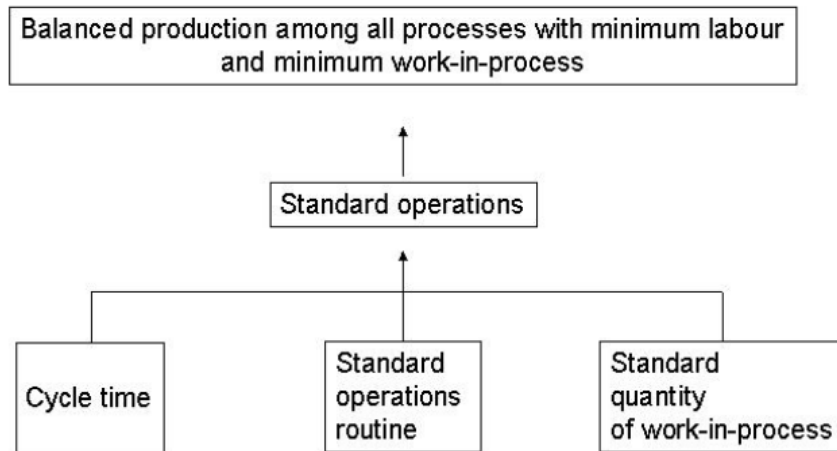 Balanced production among all processes with minimum labour
and minimum work-in-process
Standard operations
Cycle time
Standard
operations
routine
Standard
quantity
of work-in-process